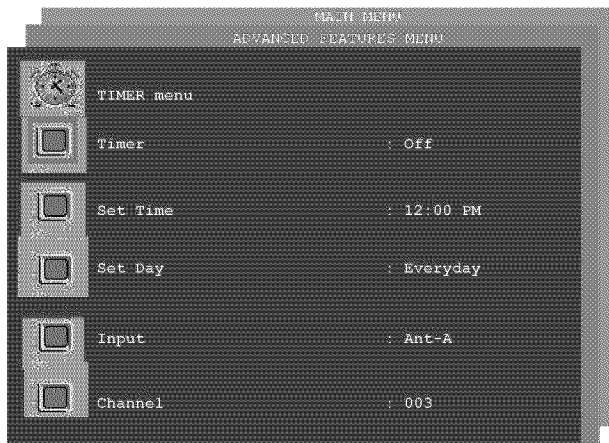 MAIN MENU
ADVANCED FEATURES MENU
TIMER menu
Timer : Off
Set Time : 12:00 PM
Set Day : Everyday
Input : Ant-A
Channel : 003